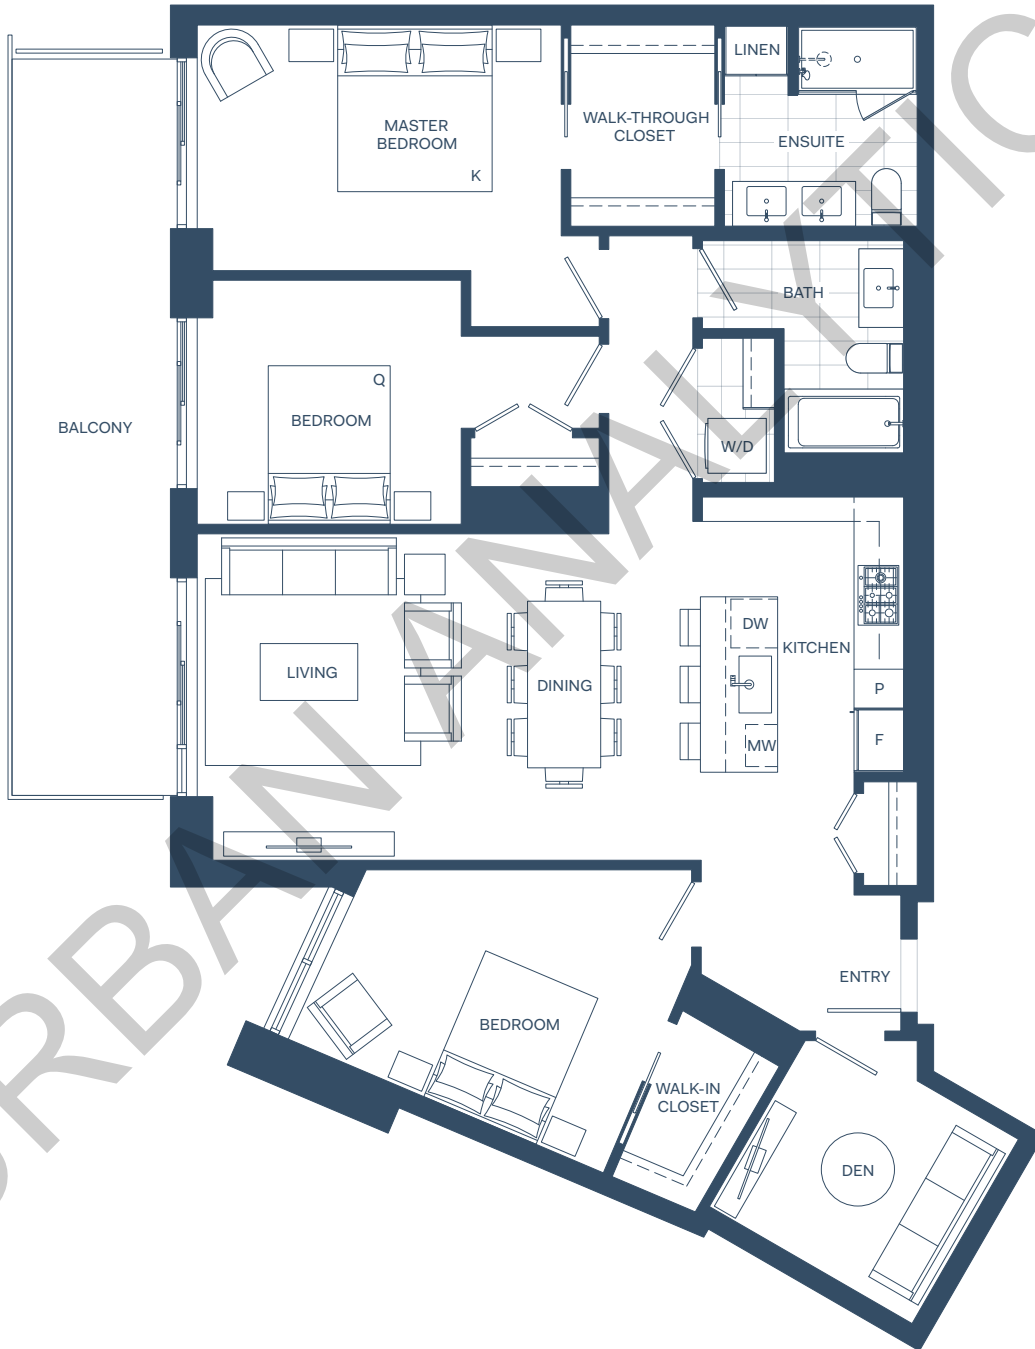 LINEN
WALK-THROUGH
CLOSET
MASTER
BEDROOM
K
ENSUITE
BATH
Q
BEDROOM
BALCONY
W/D
DW
KITCHEN
LIVING
DINING
P
MW
F
ENTRY
BEDROOM
WALK-IN
CLOSET
DEN
URBAN ANALYTIC